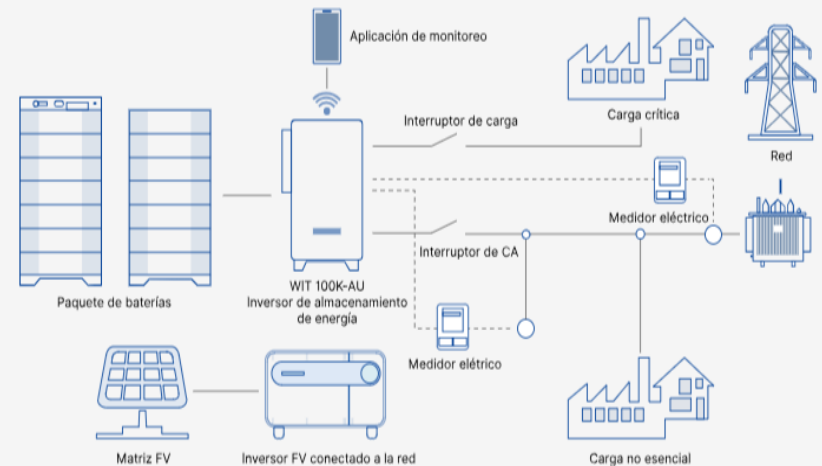 Aplicación de monitoreo
Interruptor de carga
Carga crítica
Red
Medidor eléctrico
Interruptor de CA
Paquete de baterías
WIT 100K-AU
Inversor de almacenamiento
de energía
Medidor elétrico
Matriz FV
Inversor FV conectado a la red
Carga no esencial